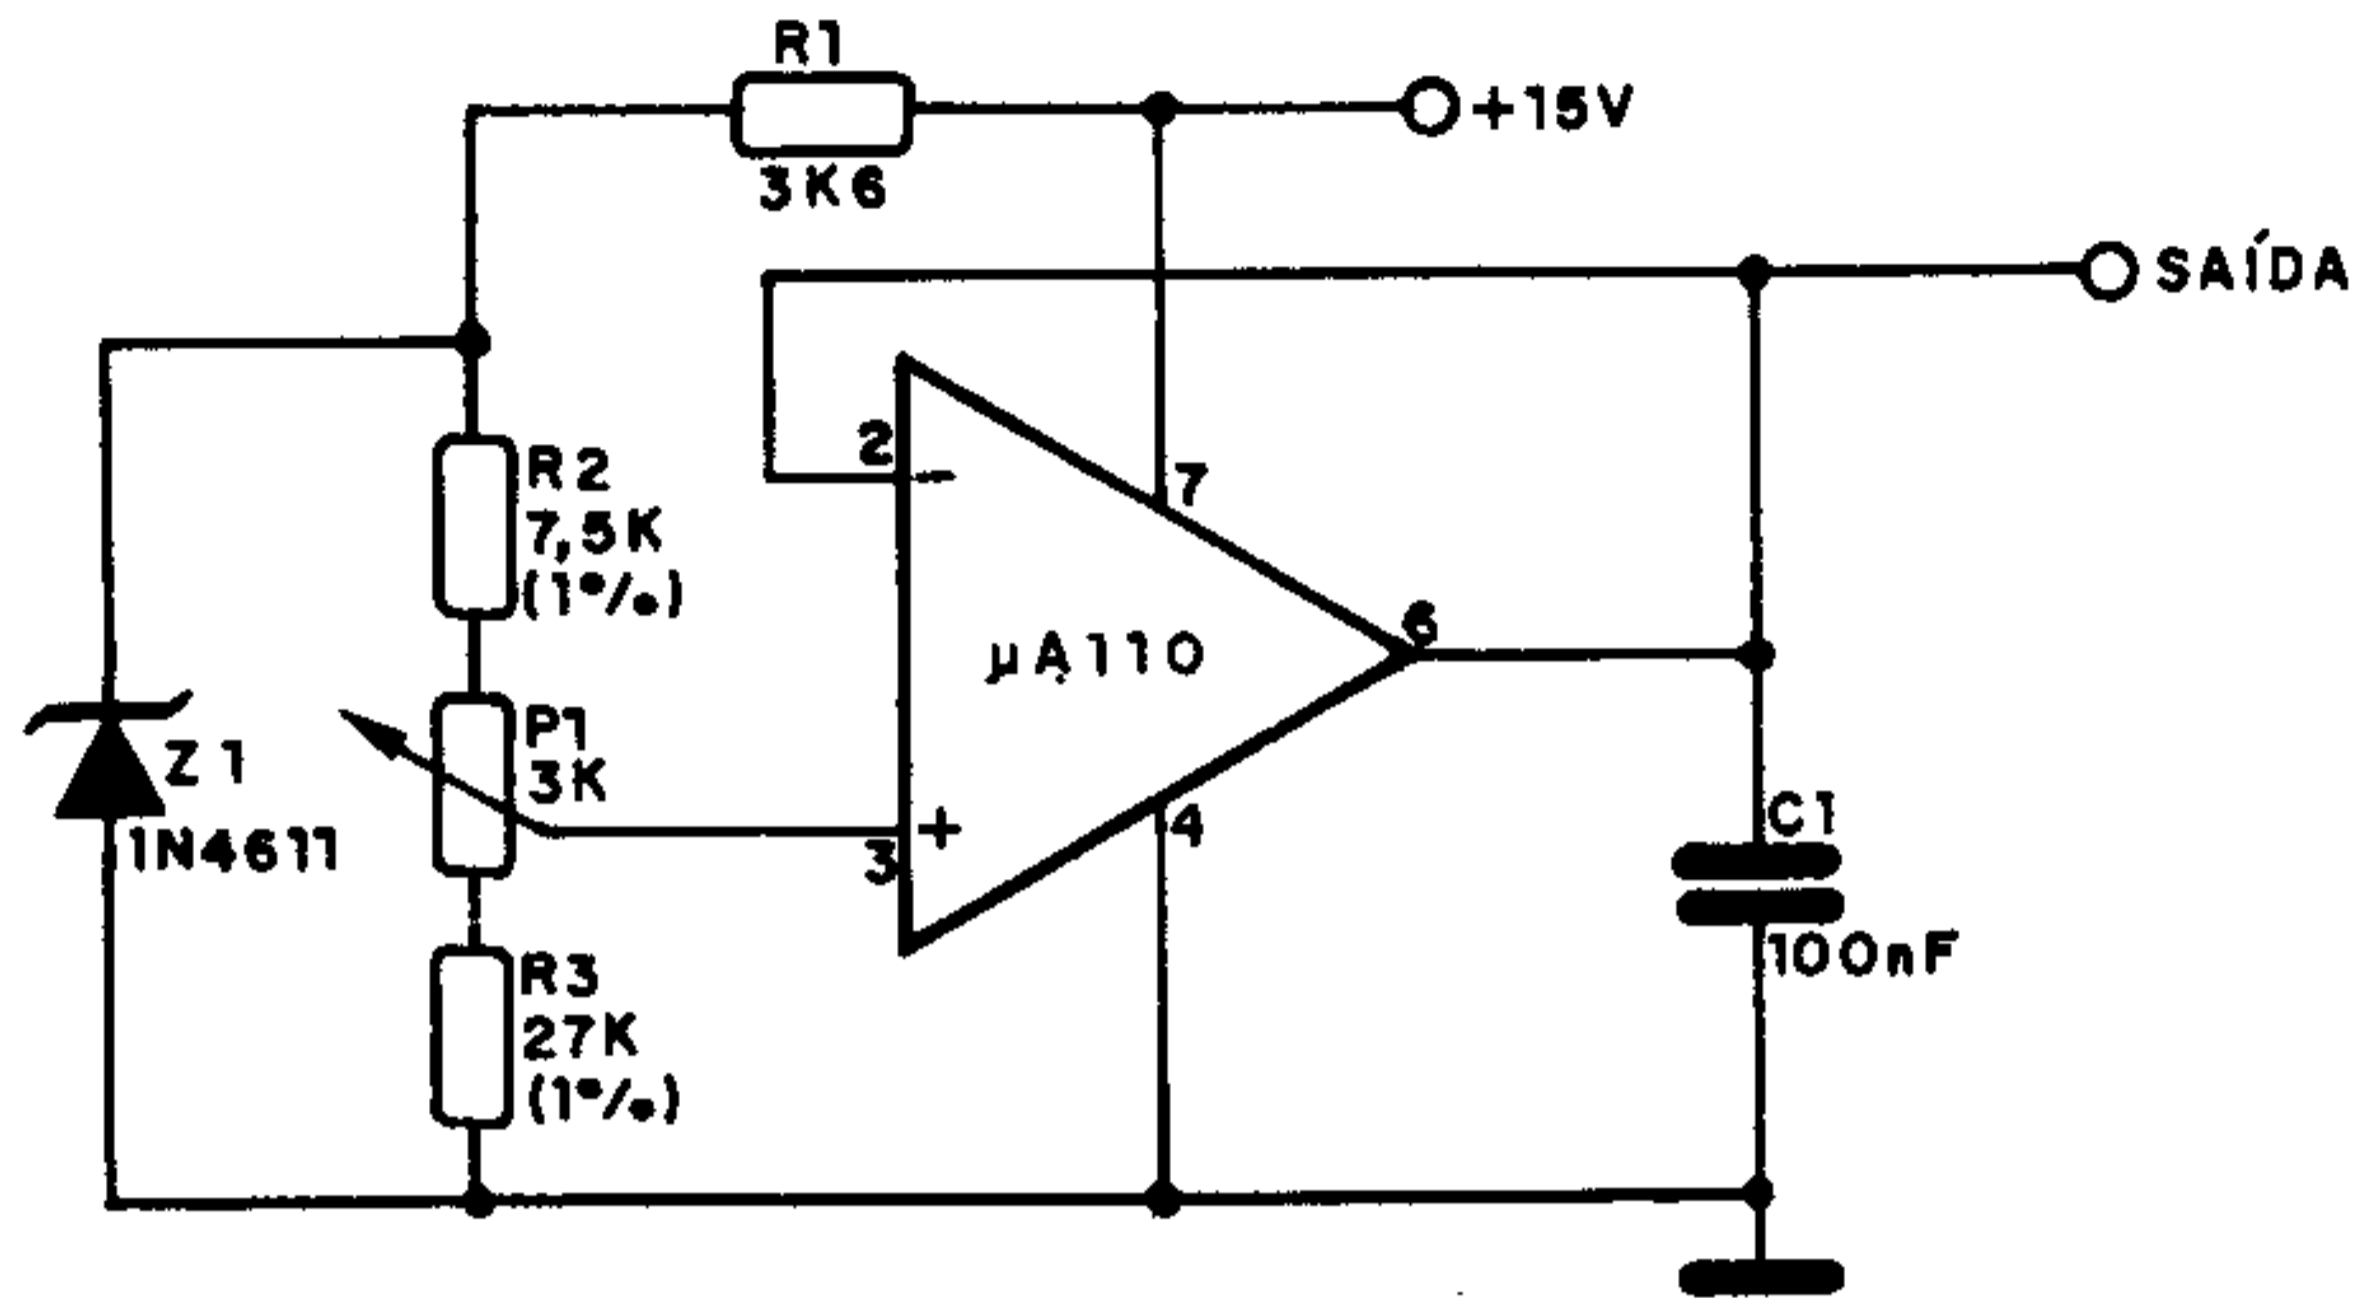 R1
3K6
+15V
SAÍDA
2
7
R2
7,5K
(1%)
6
µA110
P1
3K
Z1
1N4611
3
4
C1
100nF
R3
27K
(1%)